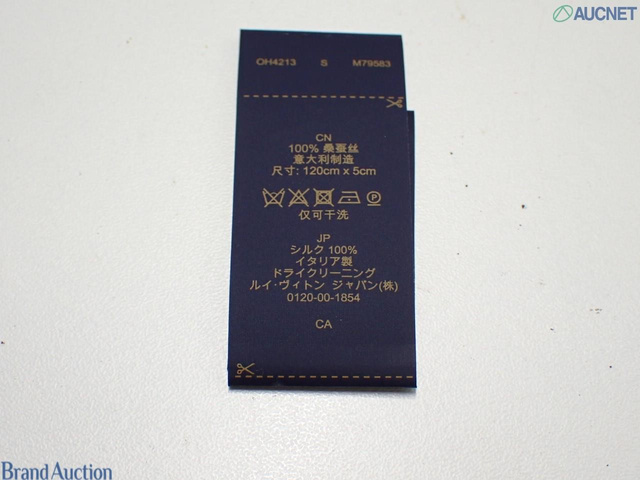 AUCNET
OH4213 S M79583
CN
100% 桑蚕丝
意大利制造
尺寸: 120cm x 5cm
仅可干洗
JP
シルク 100%
イタリア製
ドライクリーニング
ルイ・ヴィトン ジャパン(株)
0120-00-1854
CA
Brand Auction